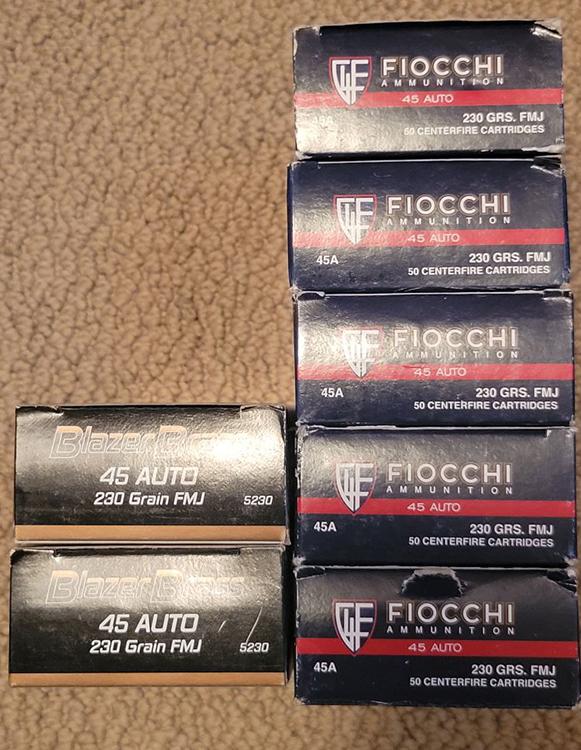 FIOCCHI
AMMUNITION
45 AUTO
45A
230 GRS. FMJ
50 CENTERFIRE CARTRIDGES
FIOCCHI
AMMUNITION
45 AUTO
45A
230 GRS. FMJ
50 CENTERFIRE CARTRIDGES
FIOCCHI
AMMUNITION
45 AUTO
45A
230 GRS. FMJ
50 CENTERFIRE CARTRIDGES
FIOCCHI
AMMUNITION
45 AUTO
45A
230 GRS. FMJ
50 CENTERFIRE CARTRIDGES
FIOCCHI
AMMUNITION
45 AUTO
45A
230 GRS. FMJ
50 CENTERFIRE CARTRIDGES
Blazer Brass
45 AUTO
230 Grain FMJ
5230
Blazer Brass
45 AUTO
230 Grain FMJ
5230